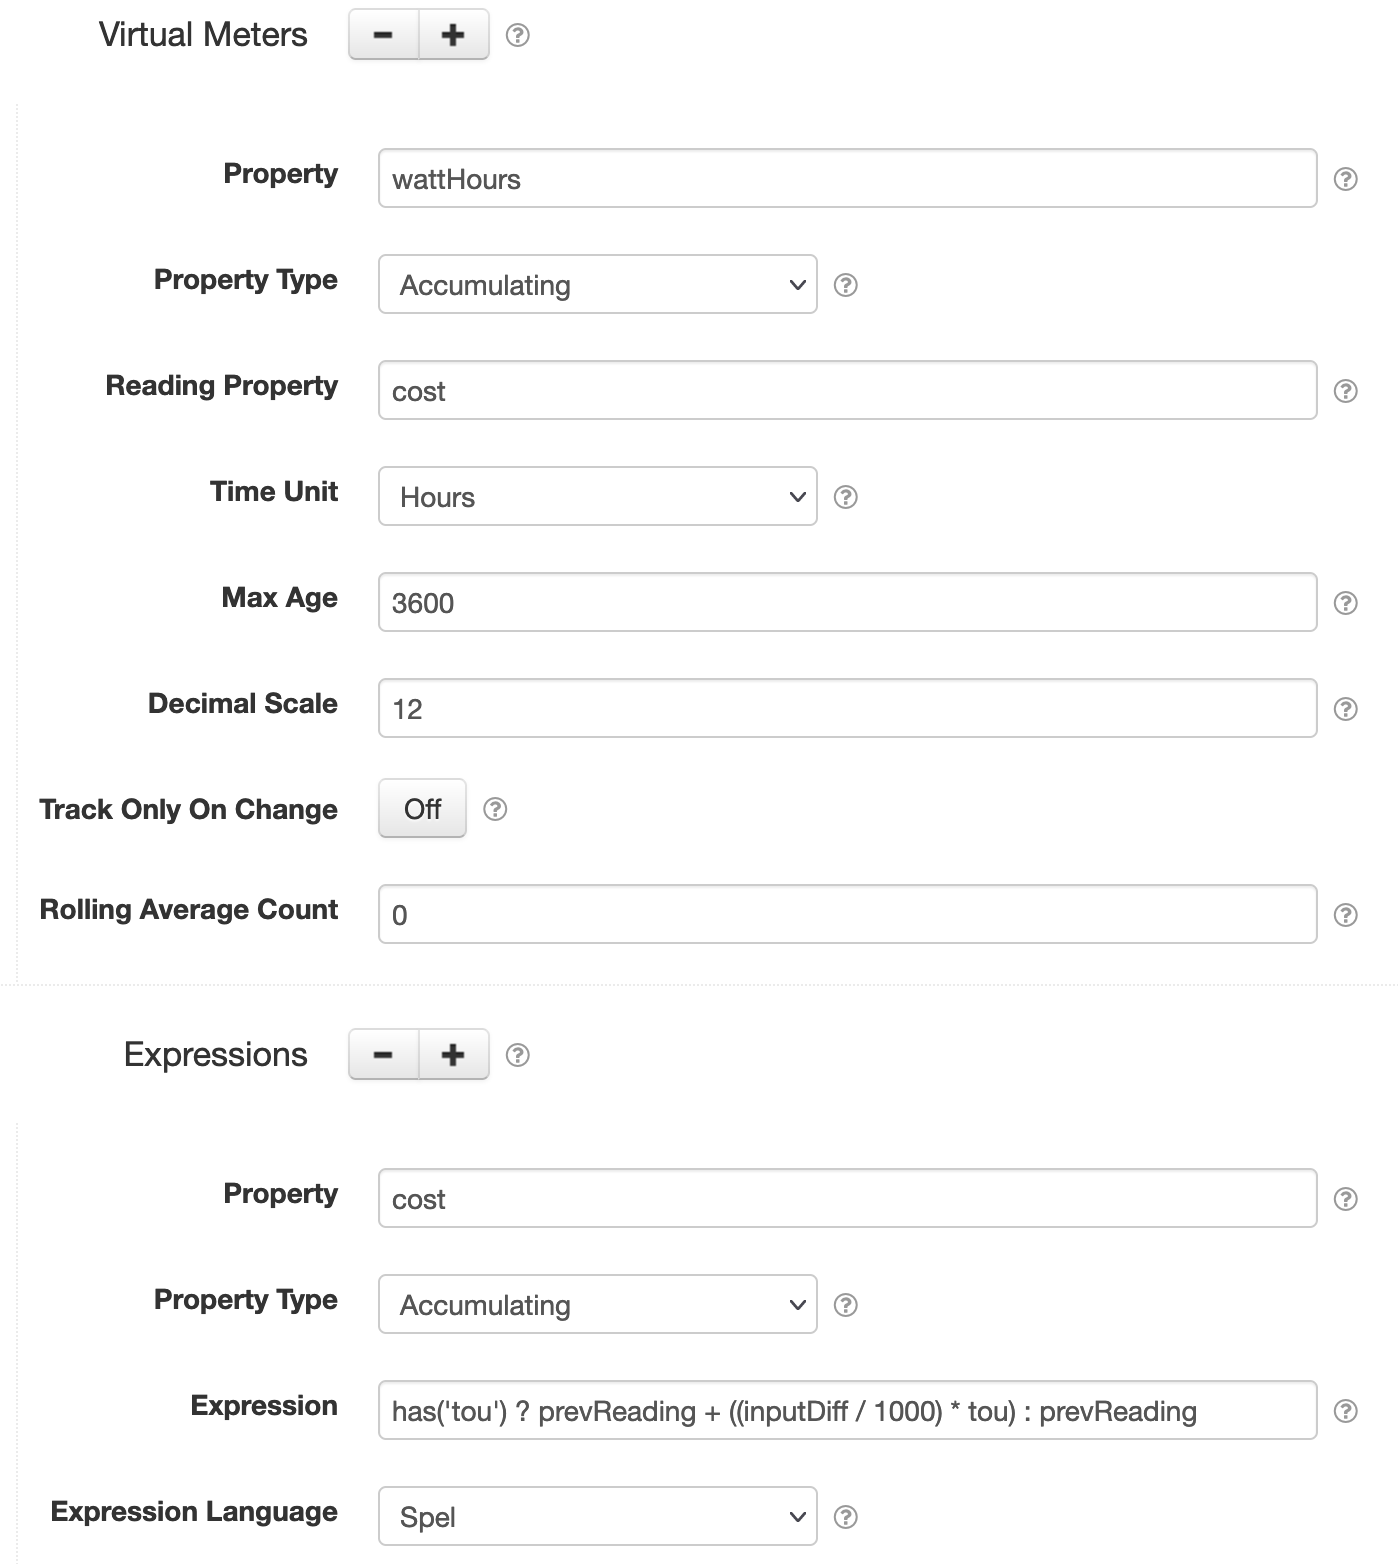 Virtual Meters - + ?
Property wattHours ?
Property Type Accumulating ?
Reading Property cost ?
Time Unit Hours ?
Max Age 3600 ?
Decimal Scale 12 ?
Track Only On Change Off ?
Rolling Average Count 0 ?
Expressions - + ?
Property cost ?
Property Type Accumulating ?
Expression has('tou') ? prevReading + ((inputDiff / 1000) * tou) : prevReading ?
Expression Language Spel ?